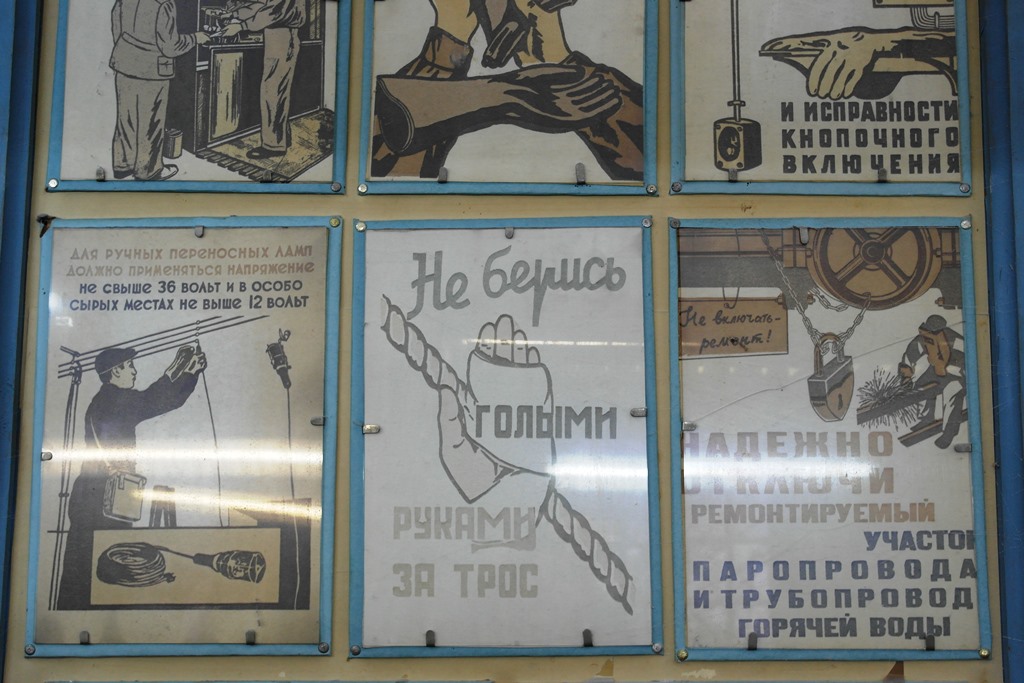 И ИСПРАВНОСТИ
КНОПОЧНОГО
ВКЛЮЧЕНИЯ
ДЛЯ РУЧНЫХ ПЕРЕНОСНЫХ ЛАМП
ДОЛЖНО ПРИМЕНЯТЬСЯ НАПРЯЖЕНИЕ
НЕ СВЫШЕ 36 ВОЛЬТ И В ОСОБО
СЫРЫХ МЕСТАХ НЕ ВЫШЕ 12 ВОЛЬТ
Не берись
ГОЛЫМИ
РУКАМИ
ЗА ТРОС
Не включать-
ремонт!
НАДЕЖНО
ОТКЛЮЧИ
РЕМОНТИРУЕМЫЙ
УЧАСТОК
ПАРОПРОВОДА
И ТРУБОПРОВОД
ГОРЯЧЕЙ ВОДЫ